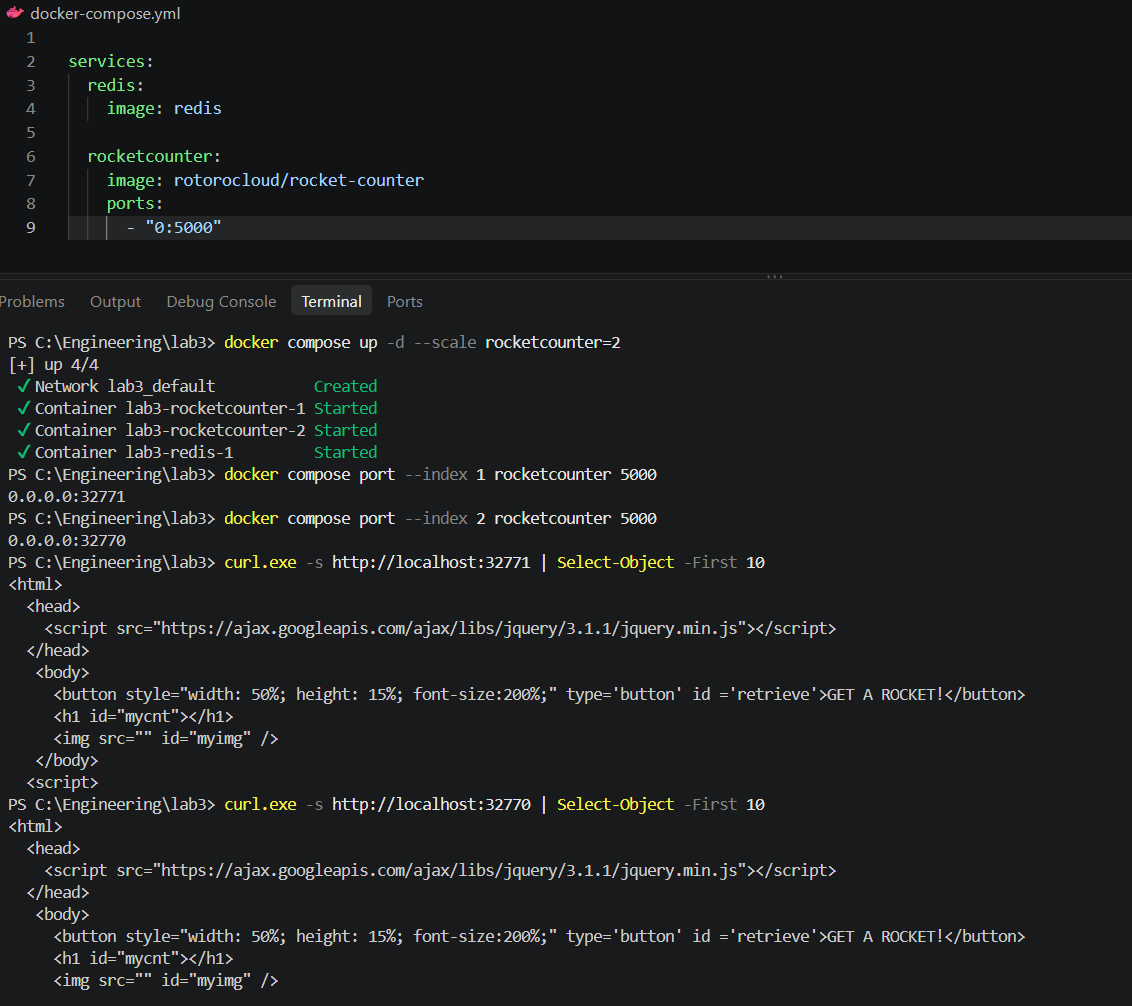 docker-compose.yml
1
2 services:
3   redis:
4     image: redis
5
6   rocketcounter:
7     image: rotorocloud/rocket-counter
8     ports:
9       - "0:5000"
Problems Output Debug Console Terminal Ports
PS C:\Engineering\lab3> docker compose up -d --scale rocketcounter=2
[+] up 4/4
 ✓ Network lab3_default Created
 ✓ Container lab3-rocketcounter-1 Started
 ✓ Container lab3-rocketcounter-2 Started
 ✓ Container lab3-redis-1 Started
PS C:\Engineering\lab3> docker compose port --index 1 rocketcounter 5000
0.0.0.0:32771
PS C:\Engineering\lab3> docker compose port --index 2 rocketcounter 5000
0.0.0.0:32770
PS C:\Engineering\lab3> curl.exe -s http://localhost:32771 | Select-Object -First 10
<html>
  <head>
    <script src="https://ajax.googleapis.com/ajax/libs/jquery/3.1.1/jquery.min.js"></script>
  </head>
   <body>
     <button style="width: 50%; height: 15%; font-size:200%;" type='button' id ='retrieve'>GET A ROCKET!</button>
     <h1 id="mycnt"></h1>
     <img src="" id="myimg" />
   </body>
  <script>
PS C:\Engineering\lab3> curl.exe -s http://localhost:32770 | Select-Object -First 10
<html>
  <head>
    <script src="https://ajax.googleapis.com/ajax/libs/jquery/3.1.1/jquery.min.js"></script>
  </head>
   <body>
     <button style="width: 50%; height: 15%; font-size:200%;" type='button' id ='retrieve'>GET A ROCKET!</button>
     <h1 id="mycnt"></h1>
     <img src="" id="myimg" />